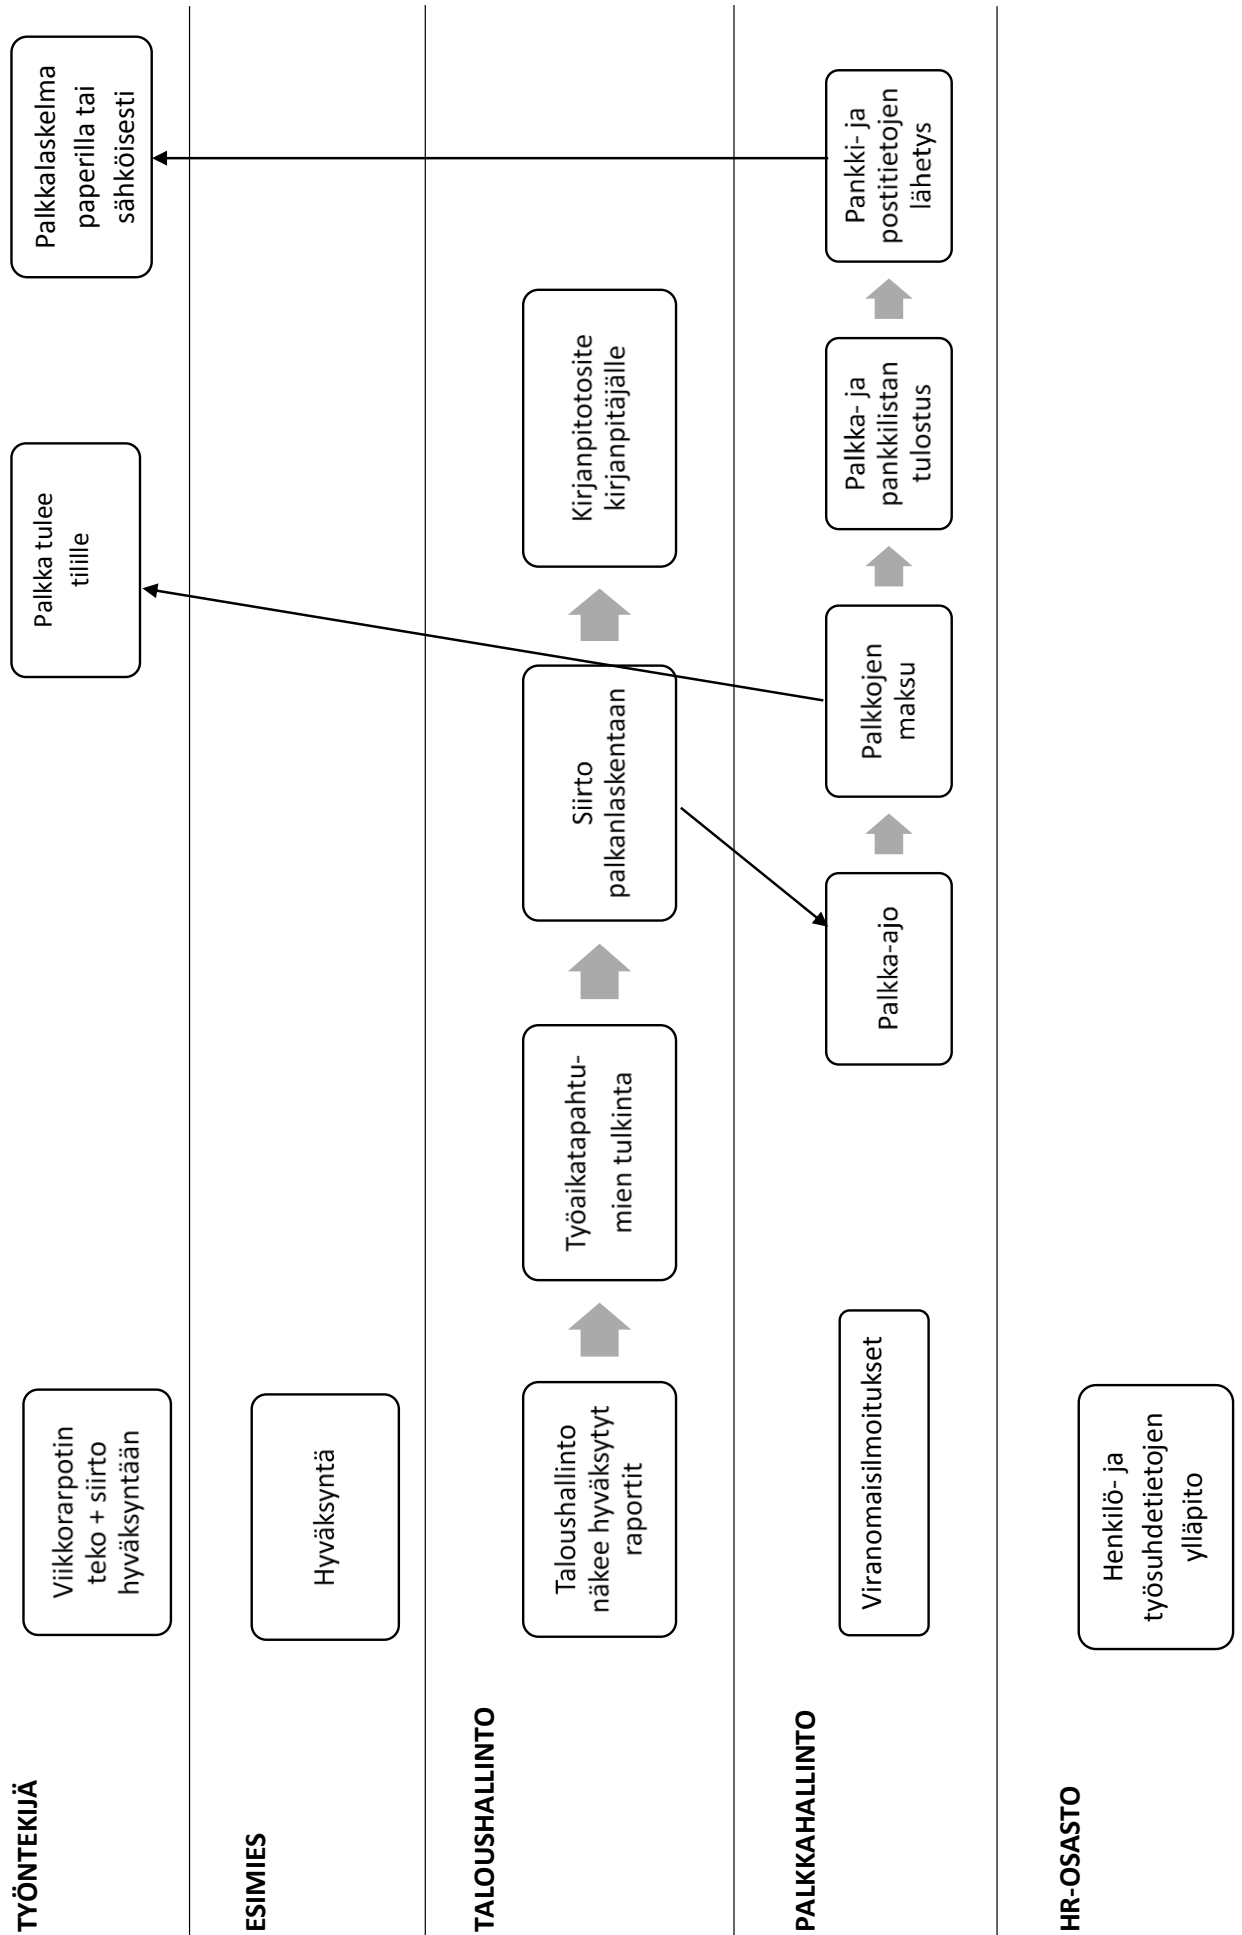 TYÖNTEKIJÄ
Viikkorarpotin
teko + siirto
hyväksyntään
Palkka tulee
tilille
Palkkalaskelma
paperilla tai
sähköisesti
ESIMIES
Hyväksyntä
TALOUSHALLINTO
Taloushallinto
näkee hyväksytyt
raportit
Työaikatapahtu-
mien tulkinta
Siirto
palkanlaskentaan
Kirjanpitotosite
kirjanpitäjälle
PALKKAHALLINTO
Viranomaisilmoitukset
Palkka-ajo
Palkkojen
maksu
Palkka- ja
pankkilistan
tulostus
Pankki- ja
postitietojen
lähetys
HR-OSASTO
Henkilö- ja
työsuhdetietojen
ylläpito